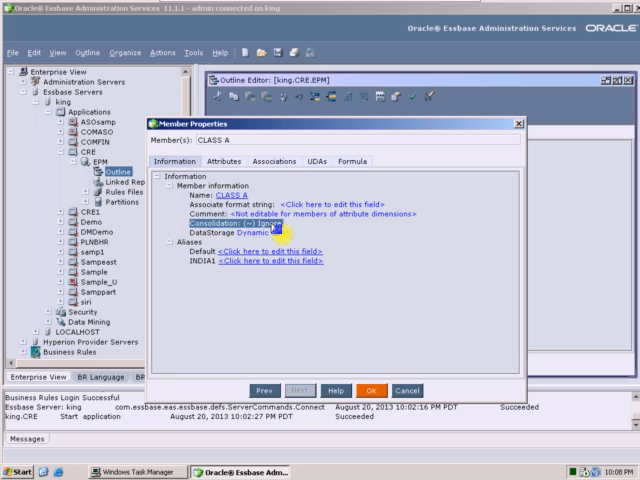 Oracle® Essbase Administration Services 11.1.1 - admin connected on king
Oracle® Essbase Administration Services ORACLE
File Edit View Outline Organize Actions Tools Help
Enterprise View
Administration Servers
Essbase Servers
king
Applications
ASOsamp
COMASO
COMFIN
CRE
EPM
Outline
Linked Rep
Rules Files
Partitions
CRE1
Demo
DMDemo
PLNBHR
samp1
Sampeast
Sample
Sample_U
Samppart
siri
Security
Data Mining
LOCALHOST
Hyperion Provider Servers
Business Rules
Enterprise View BR Language BR
Outline Editor: [king.CRE.EPM]
Member Properties
Member(s): CLASS A
Information Attributes Associations UDAs Formula
Information
Member information
Name: CLASS A
Associate format string: <Click here to edit this field>
Comment: <Not editable for members of attribute dimensions>
Consolidation: (~) Ignore
DataStorage Dynamic
Aliases
Default <Click here to edit this field>
INDIA1 <Click here to edit this field>
Prev Next Help OK Cancel
Business Rules Login Successful
Essbase Server: king com.essbase.eas.essbase.defs.ServerCommands.Connect August 20, 2013 10:02:16 PM PDT Succeeded
king.CRE Start application August 20, 2013 10:02:27 PM PDT Succeeded
Messages
Start Windows Task Manager Oracle® Essbase Adm... 10:08 PM